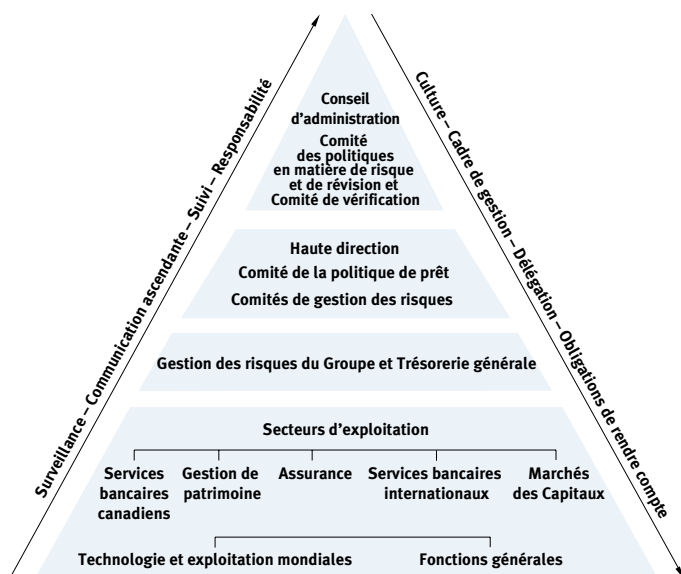 Surveillance – Communication ascendante – Suivi – Responsabilité
Culture – Cadre de gestion – Délégation – Obligations de rendre compte
Conseil
d'administration
Comité
des politiques
en matière de risque
et de révision et
Comité de vérification
Haute direction
Comité de la politique de prêt
Comités de gestion des risques
Gestion des risques du Groupe et Trésorerie générale
Secteurs d'exploitation
Services
bancaires
canadiens
Gestion de
patrimoine
Assurance
Services bancaires
internationaux
Marchés
des Capitaux
Technologie et exploitation mondiales
Fonctions générales